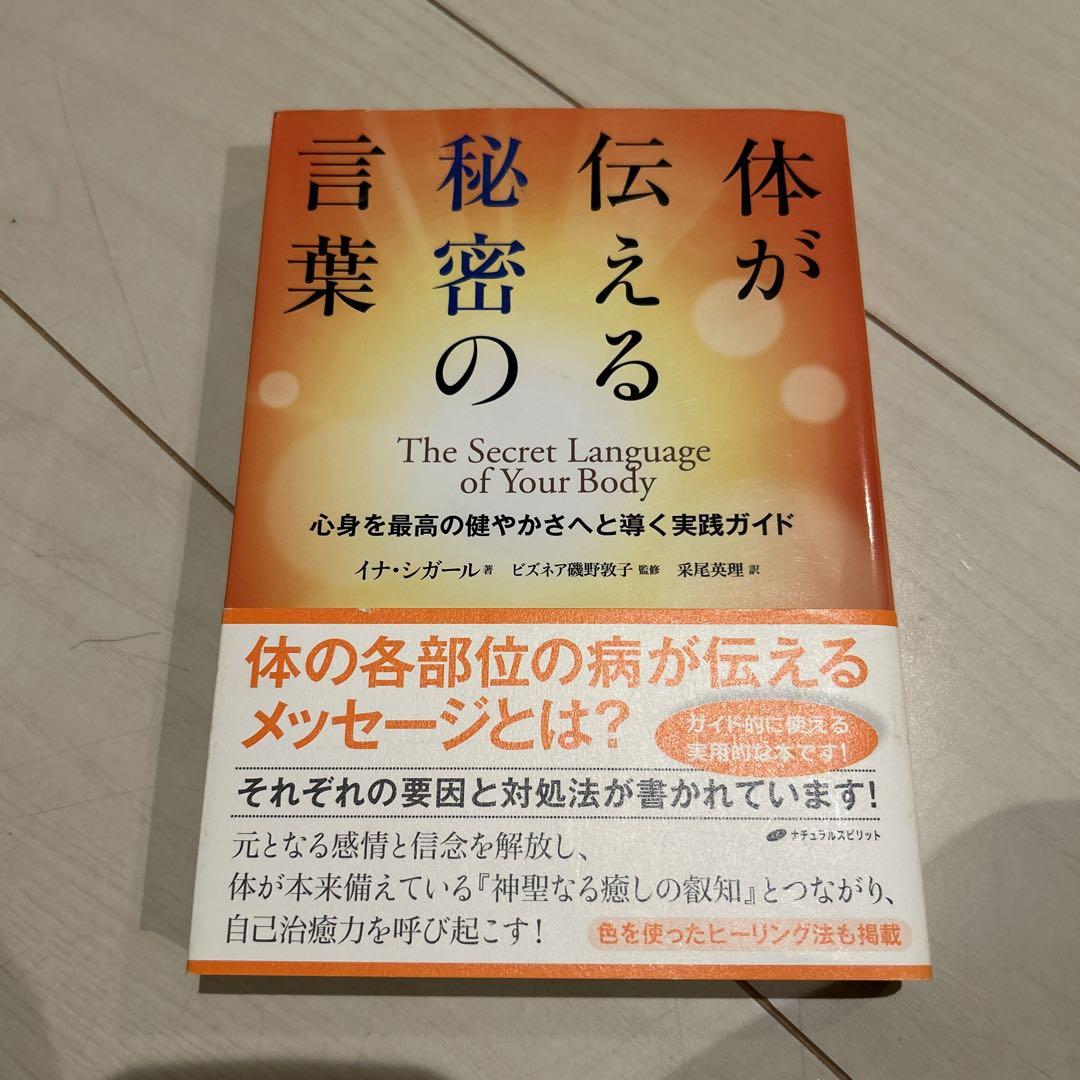 体が
伝える
秘密の
言葉
The Secret Language
of Your Body
心身を最高の健やかさへと導く実践ガイド
イナ・シガール 著 ビズネア磯野敦子 監修 采尾英理 訳
体の各部位の病が伝える
メッセージとは?
ガイド的に使える
実用的な本です!
それぞれの要因と対処法が書かれています!
ナチュラルスピリット
元となる感情と信念を解放し、
体が本来備えている『神聖なる癒しの叡知』とつながり、
自己治癒力を呼び起こす!
色を使ったヒーリング法も掲載